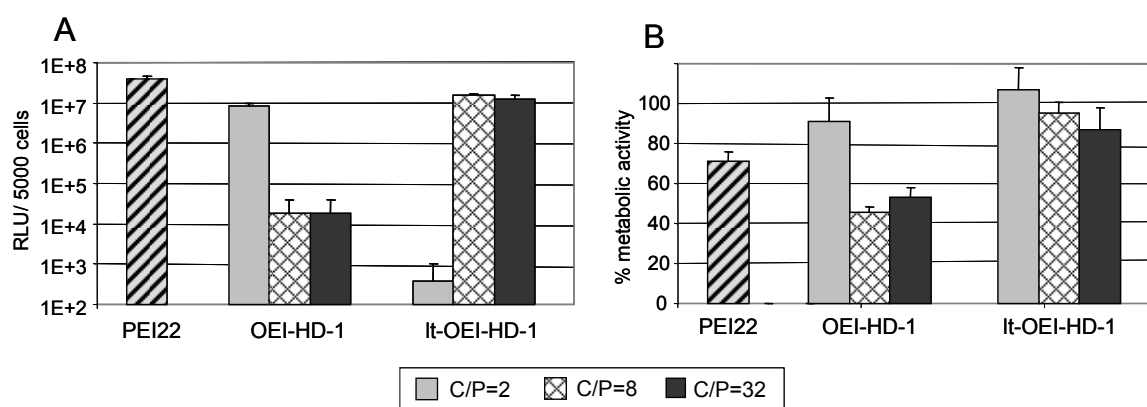 A
RLU/ 5000 cells
1E+8
1E+7
1E+6
1E+5
1E+4
1E+3
1E+2
PEI22 OEI-HD-1 lt-OEI-HD-1
B
% metabolic activity
100
80
60
40
20
0
PEI22 OEI-HD-1 lt-OEI-HD-1
C/P=2 C/P=8 C/P=32